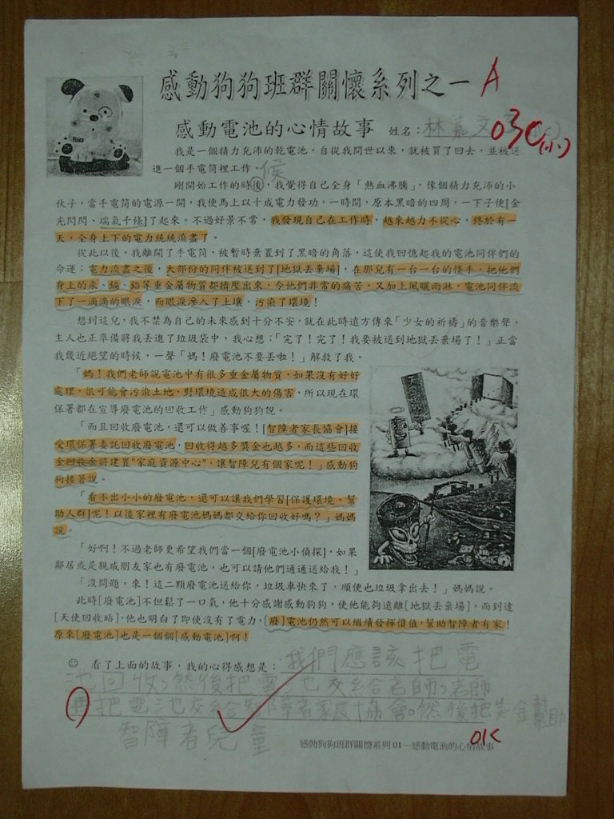 感動狗狗班群關懷系列之一 A
感動電池的心情故事 姓名：林
我是一個精力充沛的乾電池，自從我問世以來，就被買了回去，並被送
進一個手電筒裡工作。
候
剛開始工作的時後，我覺得自己全身「熱血沸騰」，像個精力充沛的小
伙子，當手電筒的電源一開，我便馬上以十成電力發功，一時間，原本黑暗的四周，一下子便[金
光閃閃、瑞氣千條]了起來，不過好景不常，我發現自己在工作時，越來越力不從心，終於有一
天，全身上下的電力統統流盡了。
從此以後，我離開了手電筒，被暫時棄置到了黑暗的角落，這使我回憶起我的電池同伴們的
命運：電力流盡之後，大部份的同伴被送到了[地獄去棄場]，在那兒有一台一台的怪手，把他們
身上的汞、鎘、鉛等重金屬物質都擠壓出來，令他們非常的痛苦，又加上風曬雨淋，電池同伴流
下了一滴滴的眼淚，而眼淚滲入了土壤，污染了環境！
想到這兒，我不禁為自己的未來感到十分不安，就在此時遠方傳來「少女的祈禱」的音樂聲，
主人也正準備將我丟進了垃圾袋中，我心想：「完了！完了！我要被送到地獄丟棄場了！」正當
我幾近絕望的時候，一聲「媽！廢電池不要丟啦！」解救了我。
「媽！我們老師說電池中有很多重金屬物質，如果沒有好好
處理，很可能會污染土地，對環境造成很大的傷害，所以現在環
保署都在宣導廢電池的回收工作」感動狗狗說。
「而且回收廢電池，還可以做善事喔！[智障者家長協會]接
受環保署委託回收廢電池，回收得越多獎金也越多，而這些回收
金回收金將建置"家庭資源中心"，讓智障兒有個家呢！」感動狗
狗接著說。
「看不出小小的廢電池，還可以讓我們學習[保護環境、幫
助人群]呢！以後家裡有廢電池媽媽都交給你回收好嗎？」媽媽
說。
「好啊！不過老師更希望我們當一個[廢電池小偵探]，如果
鄰居或是親戚朋友家也有廢電池，也可以請他們通通送給我！」
「沒問題，來！這二顆廢電池送給你，垃圾車快來了，順便也垃圾拿出去！」媽媽說。
此時[廢電池]不但鬆了一口氣，他十分感謝感動狗狗，使他能夠遠離[地獄丟棄場]，而到達
[天使回收站]，他也明白了即使沒有了電力，[廢]電池仍然可以繼續發揮價值，幫助智障者有家！
原來[廢電池]也是一個個[感動電池]啊！
☺ 看了上面的故事，我的心得感想是：我們應該把電
池回收，然後把電池交給老師，老師
再把電池交給智障者家長協會。然後把獎金幫助
智障者兒童
感動狗狗班群關懷系列 01—感動電池的心情故事
OK